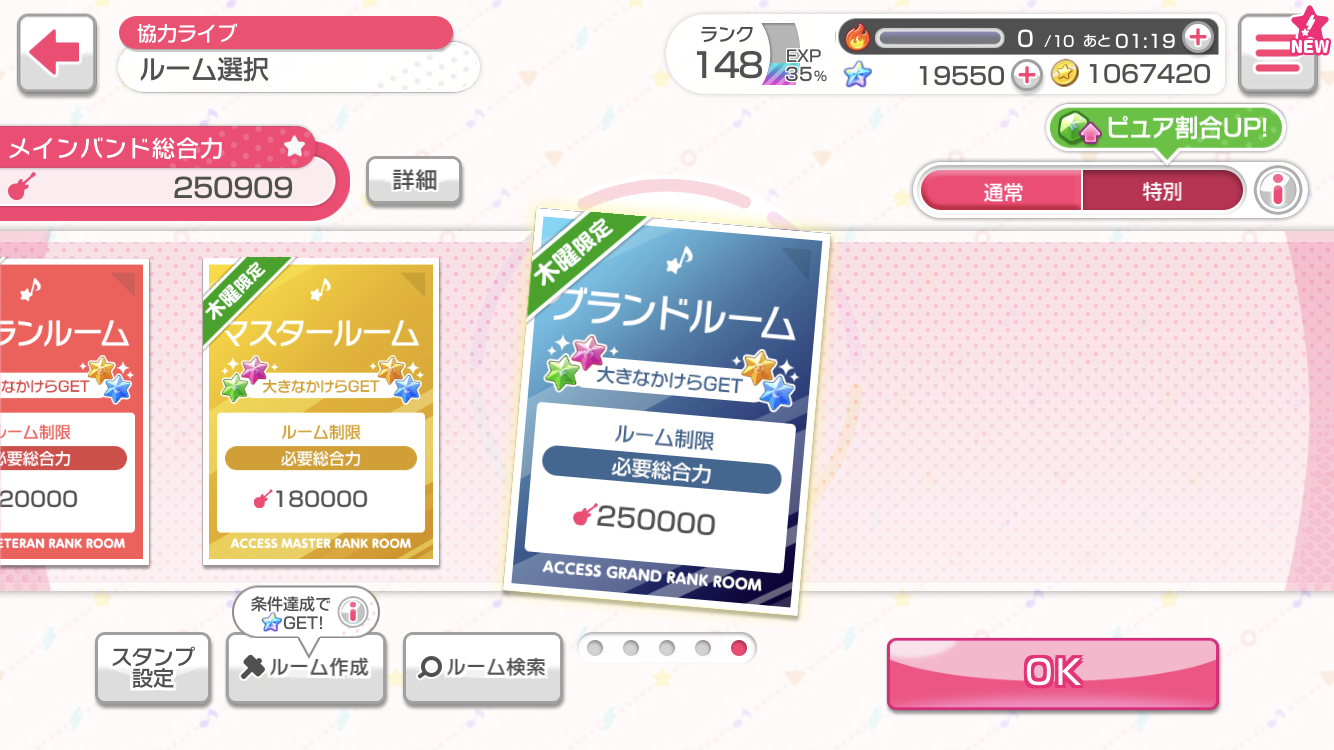 協力ライブ
ルーム選択
ランク
148
EXP
35%
0 /10 あと01:19
19550
1067420
NEW
メインバンド総合力
250909
詳細
ピュア割合UP!
通常
特別
ランルーム
なかけらGET
ルーム制限
必要総合力
20000
ETERAN RANK ROOM
木曜限定
マスタールーム
大きなかけらGET
ルーム制限
必要総合力
180000
ACCESS MASTER RANK ROOM
木曜限定
ブランドルーム
大きなかけらGET
ルーム制限
必要総合力
250000
ACCESS GRAND RANK ROOM
条件達成で
GET!
スタンプ
設定
ルーム作成
ルーム検索
OK